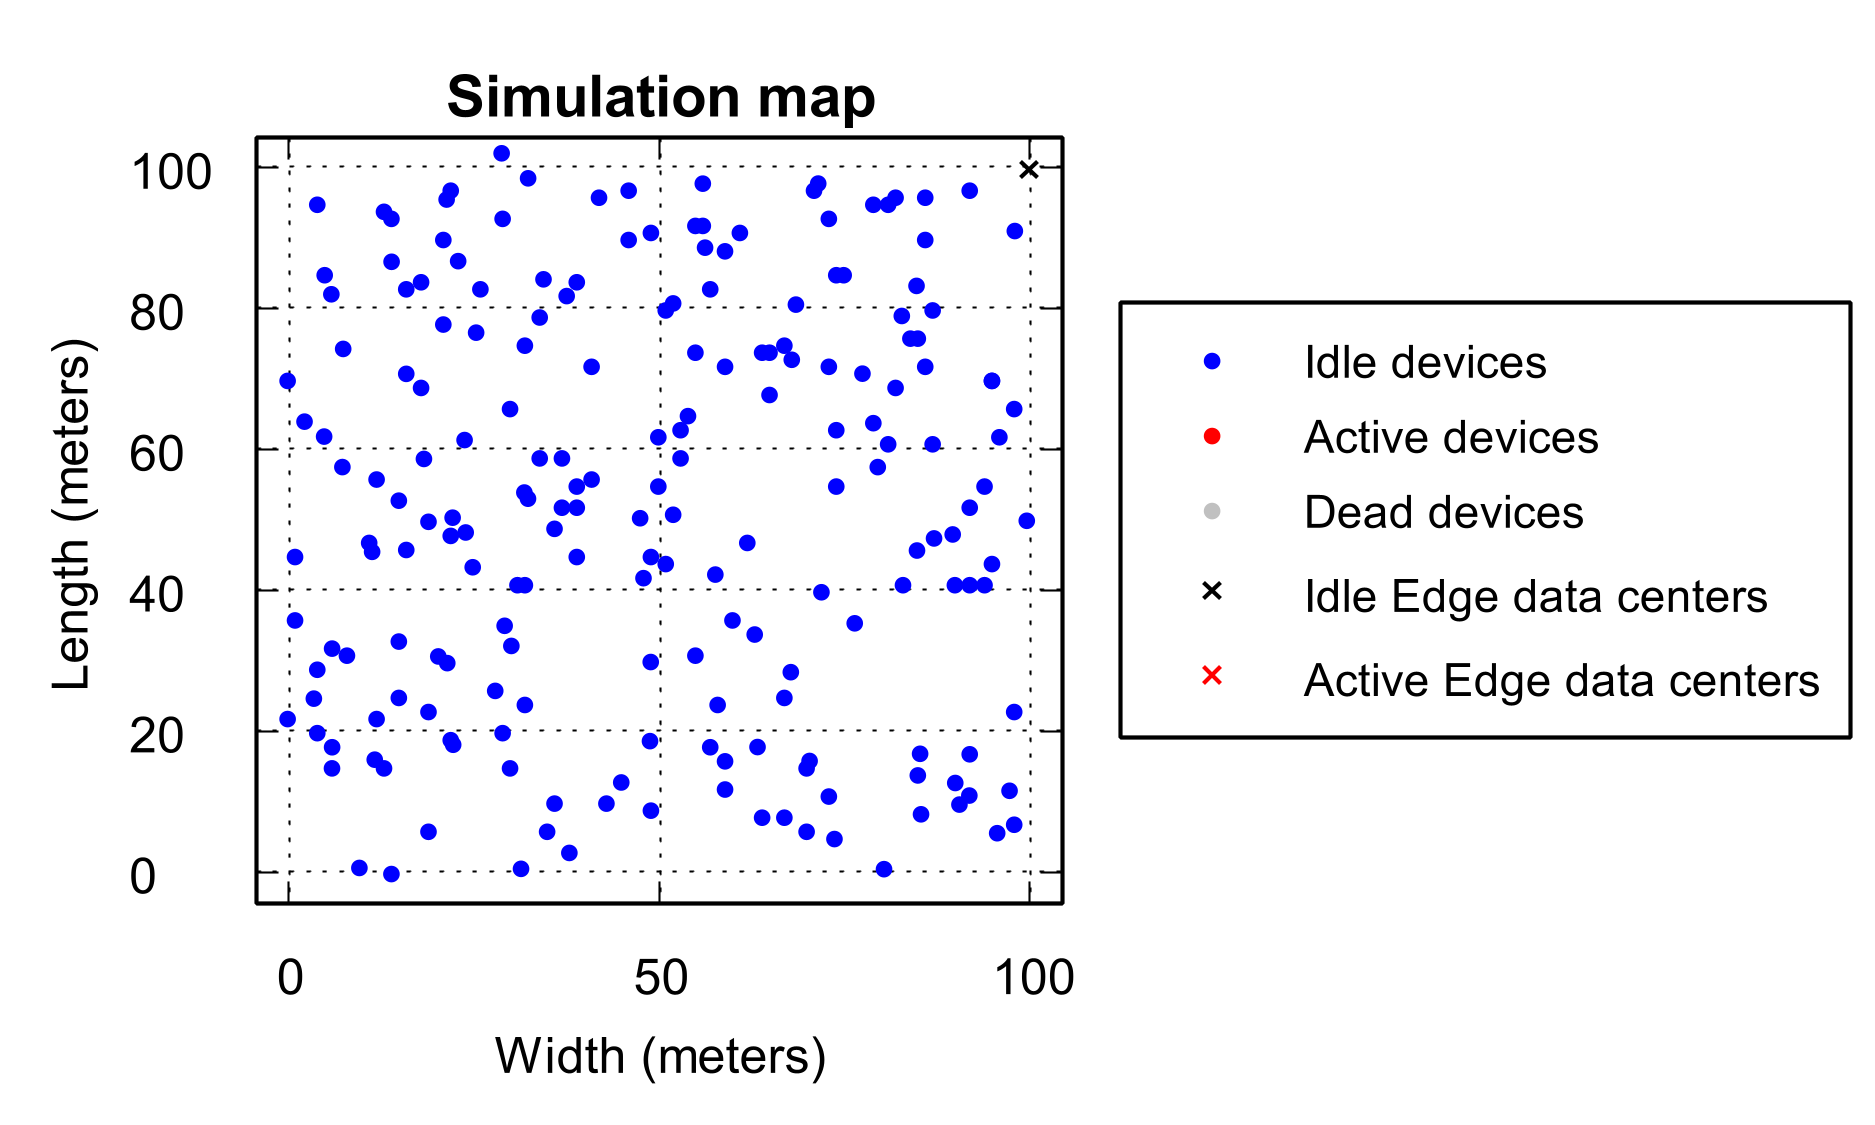 Simulation map
100
80
60
40
20
0
Length (meters)
0 50 100
Width (meters)
Idle devices
Active devices
Dead devices
Idle Edge data centers
Active Edge data centers